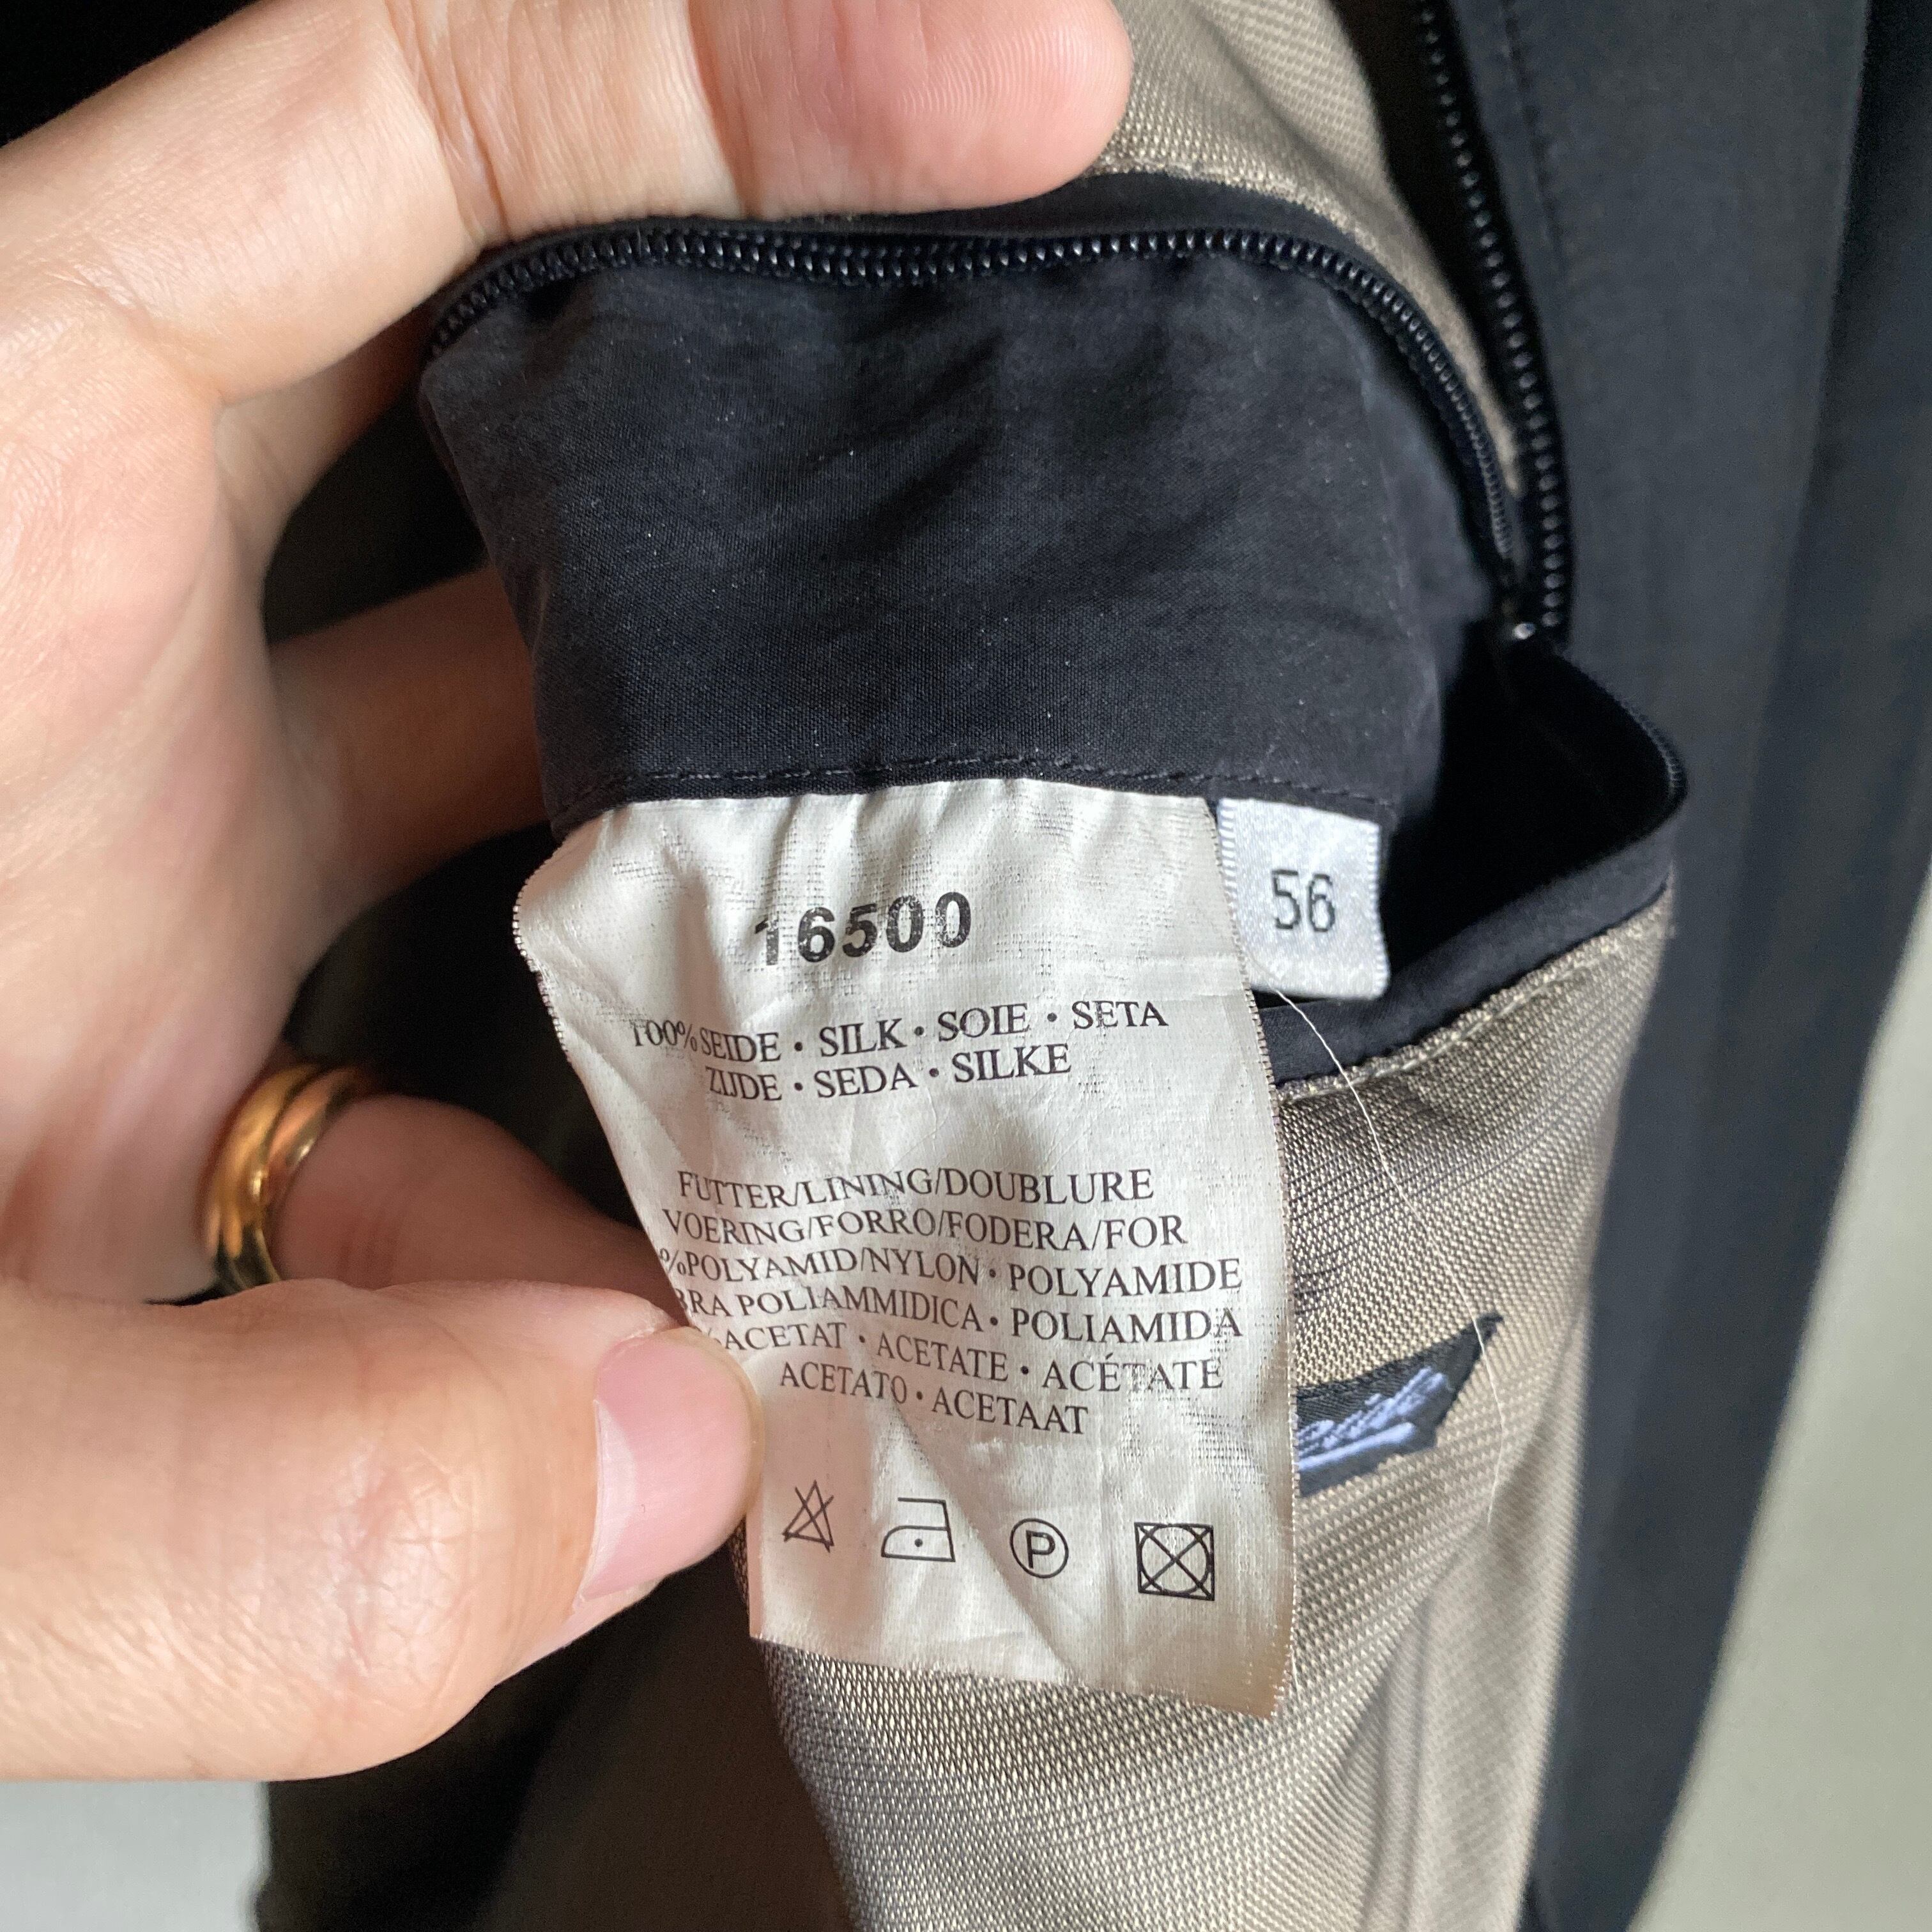 16500
56
100% SEIDE • SILK • SOIE • SETA
ZIJDE • SEDA • SILKE
FUTTER/LINING/DOUBLURE
VOERING/FORRO/FODERA/FOR
%POLYAMID/NYLON • POLYAMIDE
BRA POLIAMMIDICA • POLIAMIDA
%ACETAT • ACETATE • ACÉTATE
ACETATO • ACETAAT
P